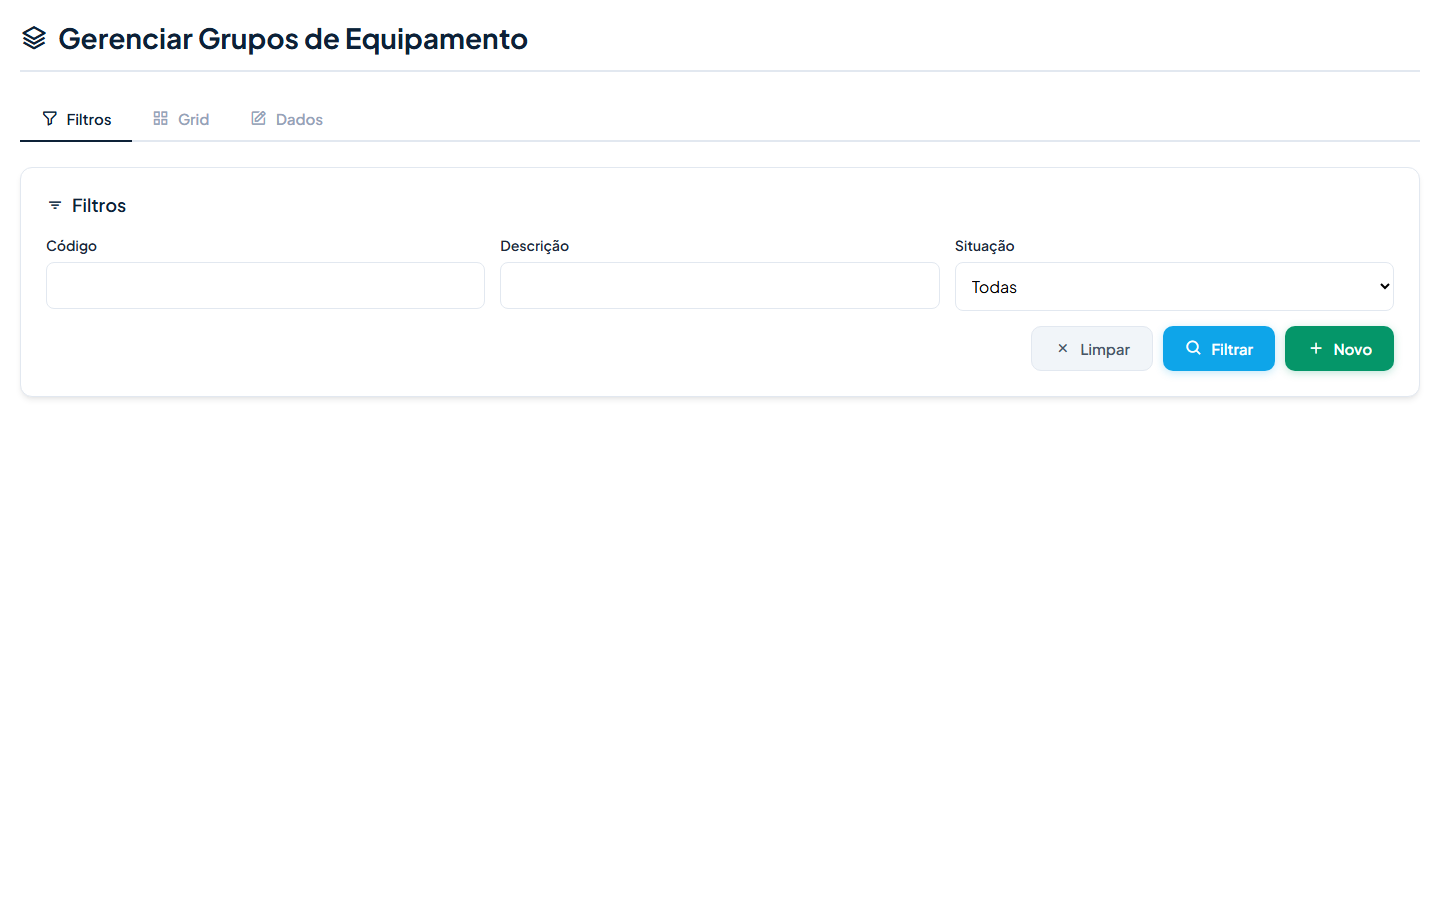 Gerenciar Grupos de Equipamento
Filtros Grid Dados
Filtros
Código Descrição Situação
Todas
Limpar Filtrar Novo